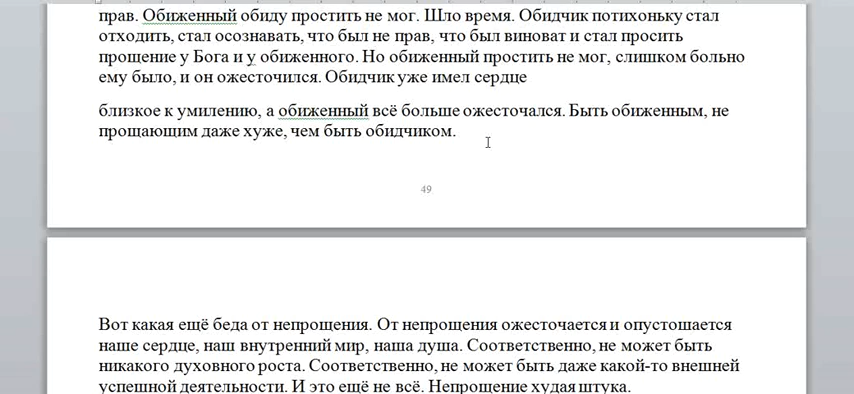 прав. Обиженный обиду простить не мог. Шло время. Обидчик потихоньку стал
отходить, стал осознавать, что был не прав, что был виноват и стал просить
прощение у Бога и у обиженного. Но обиженный простить не мог, слишком больно
ему было, и он ожесточился. Обидчик уже имел сердце
близкое к умилению, а обиженный всё больше ожесточался. Быть обиженным, не
прощающим даже хуже, чем быть обидчиком.
49
Вот какая ещё беда от непрощения. От непрощения ожесточается и опустошается
наше сердце, наш внутренний мир, наша душа. Соответственно, не может быть
никакого духовного роста. Соответственно, не может быть даже какой-то внешней
успешной деятельности. И это ещё не всё. Непрощение худая штука.